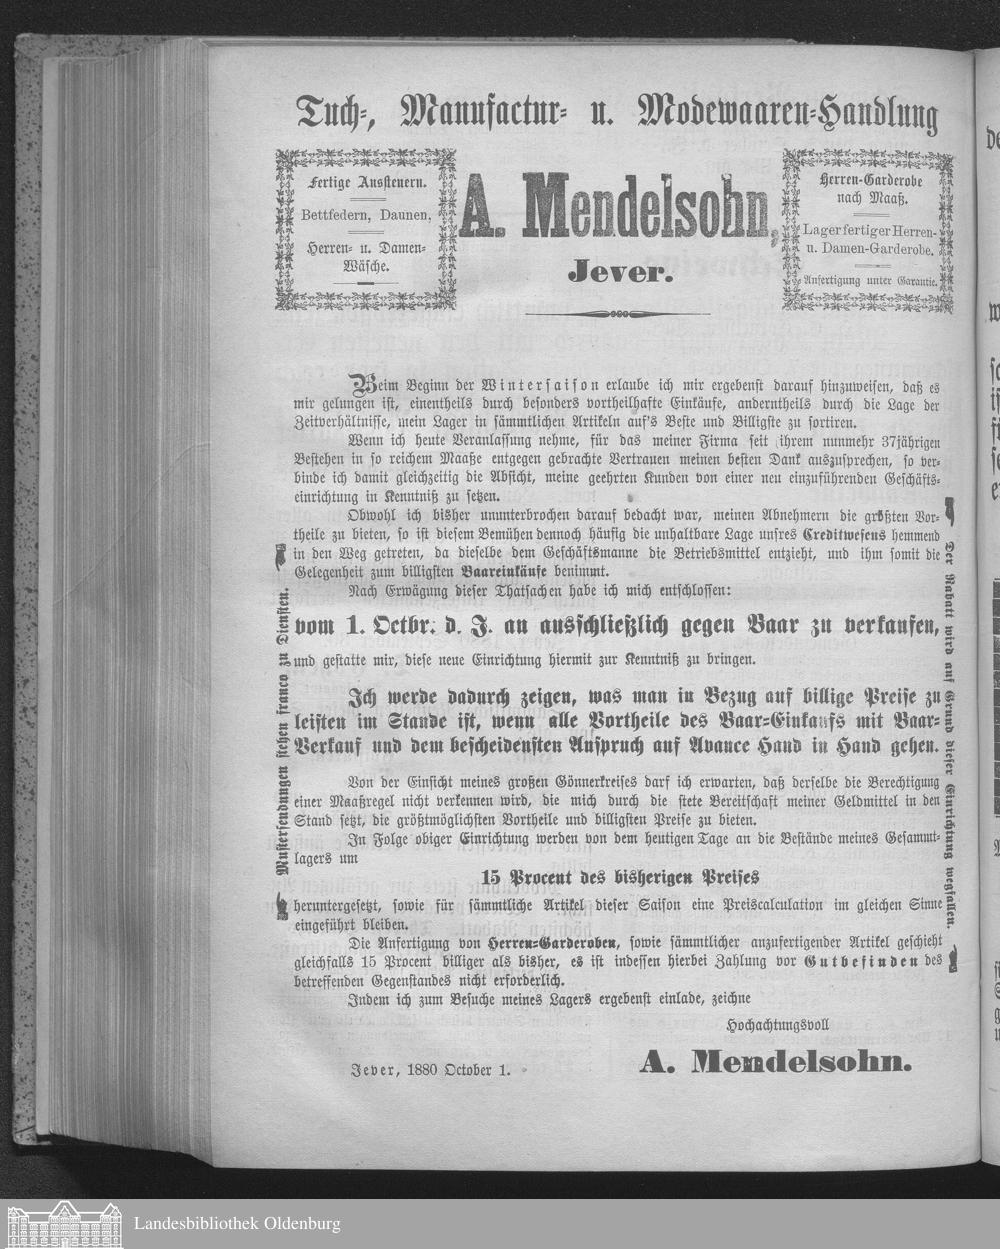 Tuch-, Manufactur- u. Modewaaren-Handlung
Fertige Aussteuern.
Bettfedern, Daunen,
Herren- u. Damen-
Wäsche.
A. Mendelsohn,
Jever.
Herren-Garderobe
nach Maaß.
Lager fertiger Herren-
u. Damen-Garderobe.
Anfertigung unter Garantie.
Beim Beginn der Wintersaison erlaube ich mir ergebenst darauf hinzuweisen, daß es
mir gelungen ist, einentheils durch besonders vortheilhafte Einkäufe, anderntheils durch die Lage der
Zeitverhältnisse, mein Lager in sämmtlichen Artikeln auf's Beste und Billigste zu sortiren.
Wenn ich heute Veranlassung nehme, für das meiner Firma seit ihrem nunmehr 37jährigen
Bestehen in so reichem Maaße entgegen gebrachte Vertrauen meinen besten Dank auszusprechen, so ver-
binde ich damit gleichzeitig die Absicht, meine geehrten Kunden von einer neu einzuführenden Geschäfts-
einrichtung in Kenntniß zu setzen.
Obwohl ich bisher ununterbrochen darauf bedacht war, meinen Abnehmern die größten Vor-
theile zu bieten, so ist diesem Bemühen dennoch häufig die unhaltbare Lage unsres Creditwesens hemmend
in den Weg getreten, da dieselbe dem Geschäftsmanne die Betriebsmittel entzieht, und ihm somit die
Gelegenheit zum billigsten Baareinkäufe benimmt.
Nach Erwägung dieser Thatsachen habe ich mich entschlossen:
vom 1. Octbr. d. J. an ausschließlich gegen Baar zu verkaufen,
und gestatte mir, diese neue Einrichtung hiermit zur Kenntniß zu bringen.
Ich werde dadurch zeigen, was man in Bezug auf billige Preise zu
leisten im Stande ist, wenn alle Vortheile des Baar-Einkaufs mit Baar-
Verkauf und dem bescheidensten Anspruch auf Avance Hand in Hand gehen.
Von der Einsicht meines großen Gönnerkreises darf ich erwarten, daß derselbe die Berechtigung
einer Maaßregel nicht verkennen wird, die mich durch die stete Bereitschaft meiner Geldmittel in den
Stand setzt, die größtmöglichsten Vortheile und billigsten Preise zu bieten.
In Folge obiger Einrichtung werden von dem heutigen Tage an die Bestände meines Gesammt-
lagers um
15 Procent des bisherigen Preises
heruntergesetzt, sowie für sämmtliche Artikel dieser Saison eine Preiscalculation im gleichen Sinne
eingeführt bleiben.
Die Anfertigung von Herren-Garderoben, sowie sämmtlicher anzufertigender Artikel geschieht
gleichfalls 15 Procent billiger als bisher, es ist indessen hierbei Zahlung vor Gutbefinden des
betreffenden Gegenstandes nicht erforderlich.
Indem ich zum Besuche meines Lagers ergebenst einlade, zeichne
Hochachtungsvoll
A. Mendelsohn.
Jever, 1880 October 1.
Mustersendungen stehen franco zu Diensten.
Der Rabatt wird auf Grund dieser Einrichtung wegfallen.
Landesbibliothek Oldenburg